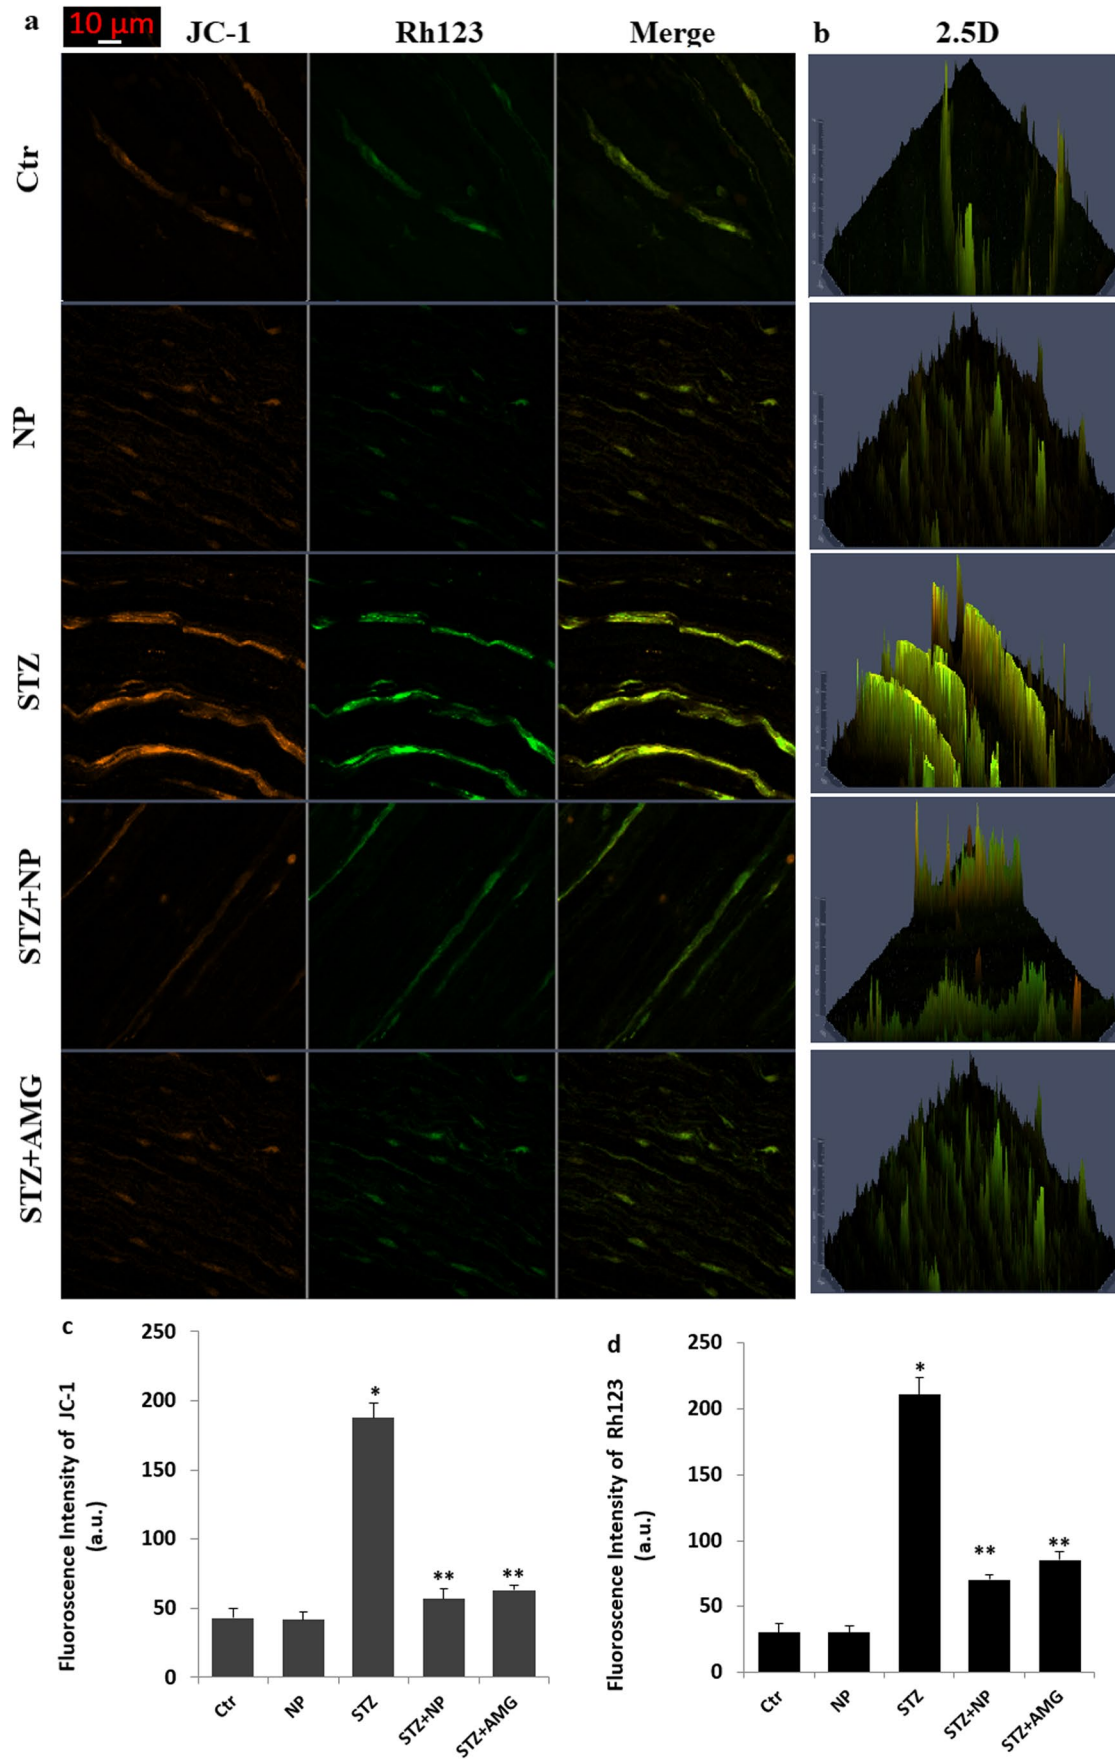 a 10 µm JC-1 Rh123 Merge b 2.5D
Ctr
NP
STZ
STZ+NP
STZ+AMG
c
Fluoroscence Intensity of JC-1
(a.u.)
250
200
150
100
50
0
*
**
**
Ctr
NP
STZ
STZ+NP
STZ+AMG
d
Fluoroscence Intensity of Rh123
(a.u.)
250
200
150
100
50
0
*
**
**
Ctr
NP
STZ
STZ+NP
STZ+AMG